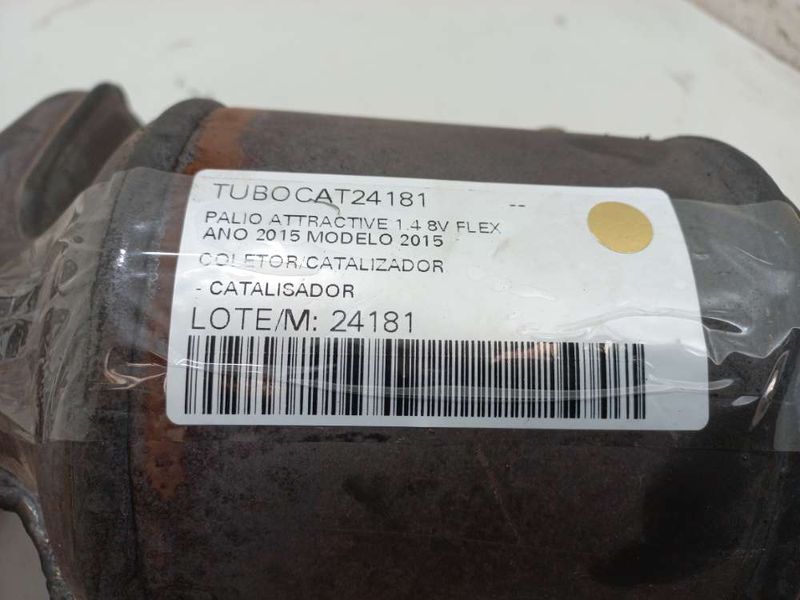 TUBOCAT24181 --
PALIO ATTRACTIVE 1.4 8V FLEX
ANO 2015 MODELO 2015
COLETOR/CATALIZADOR
- CATALISADOR
LOTE/M: 24181